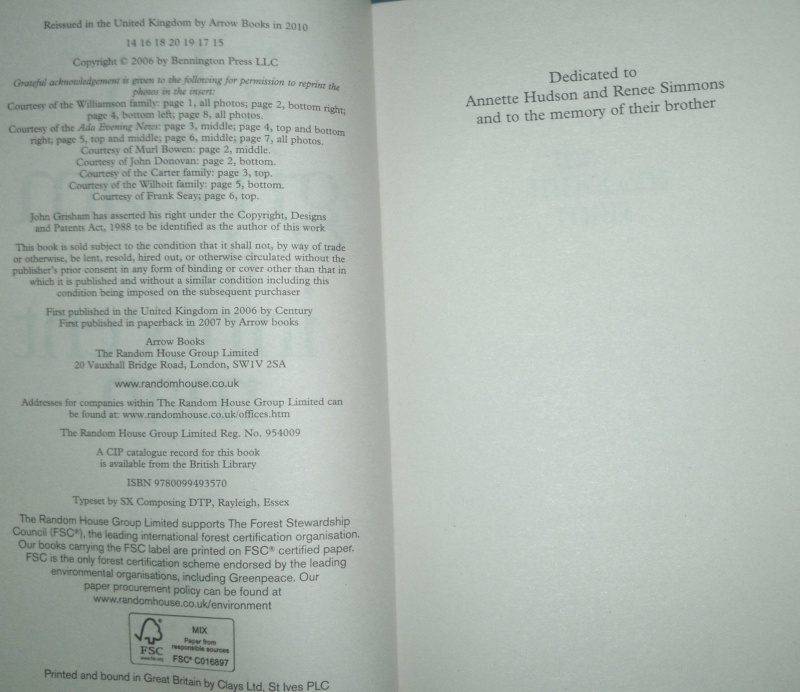 Reissued in the United Kingdom by Arrow Books in 2010
14 16 18 20 19 17 15
Copyright © 2006 by Bennington Press LLC
Grateful acknowledgement is given to the following for permission to reprint the
photos in the insert:
Courtesy of the Williamson family: page 1, all photos; page 2, bottom right;
page 4, bottom left; page 8, all photos.
Courtesy of the Ada Evening News: page 3, middle; page 4, top and bottom
right; page 5, top and middle; page 6, middle; page 7, all photos.
Courtesy of Murl Bowen: page 2, middle.
Courtesy of John Donovan: page 2, bottom.
Courtesy of the Carter family: page 3, top.
Courtesy of the Wilhoit family: page 5, bottom.
Courtesy of Frank Seay; page 6, top.
John Grisham has asserted his right under the Copyright, Designs
and Patents Act, 1988 to be identified as the author of this work
This book is sold subject to the condition that it shall not, by way of trade
or otherwise, be lent, resold, hired out, or otherwise circulated without the
publisher's prior consent in any form of binding or cover other than that in
which it is published and without a similar condition including this
condition being imposed on the subsequent purchaser
First published in the United Kingdom in 2006 by Century
First published in paperback in 2007 by Arrow books
Arrow Books
The Random House Group Limited
20 Vauxhall Bridge Road, London, SW1V 2SA
www.randomhouse.co.uk
Addresses for companies within The Random House Group Limited can
be found at: www.randomhouse.co.uk/offices.htm
The Random House Group Limited Reg. No. 954009
A CIP catalogue record for this book
is available from the British Library
ISBN 9780099493570
Typeset by SX Composing DTP, Rayleigh, Essex
The Random House Group Limited supports The Forest Stewardship
Council (FSC®), the leading international forest certification organisation.
Our books carrying the FSC label are printed on FSC® certified paper.
FSC is the only forest certification scheme endorsed by the leading
environmental organisations, including Greenpeace. Our
paper procurement policy can be found at
www.randomhouse.co.uk/environment
FSC
www.fsc.org
MIX
Paper from
responsible sources
FSC® C016897
Printed and bound in Great Britain by Clays Ltd, St Ives PLC
Dedicated to
Annette Hudson and Renee Simmons
and to the memory of their brother